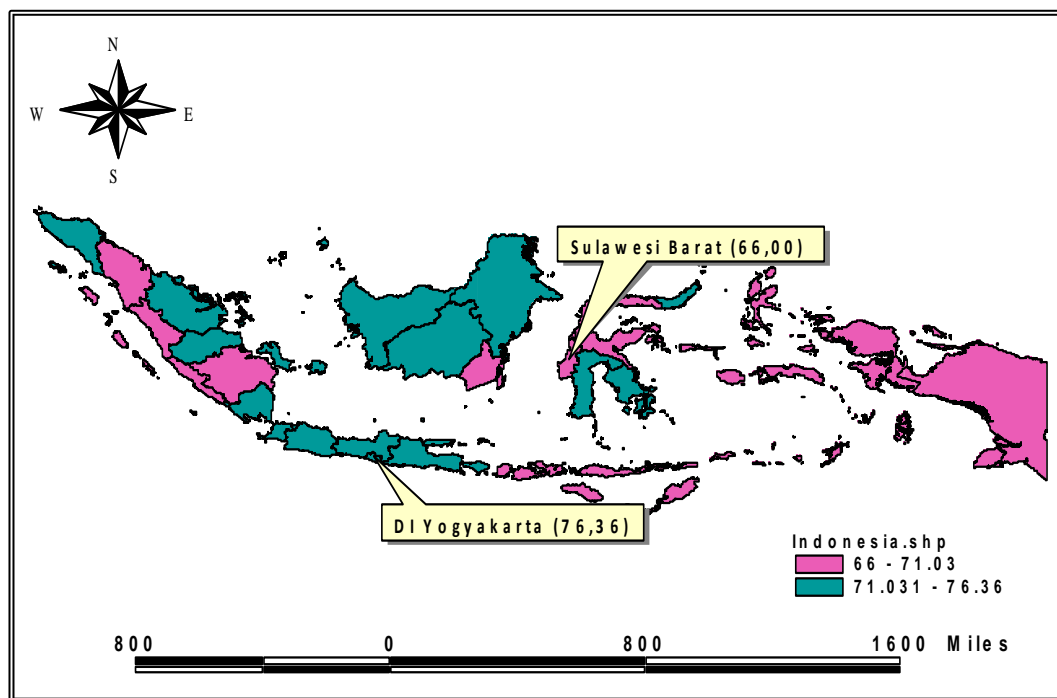 N
W
E
S
Sulawesi Barat (66,00)
DI Yogyakarta (76,36)
Indonesia.shp
66 - 71.03
71.031 - 76.36
800 0 800 1600 Miles